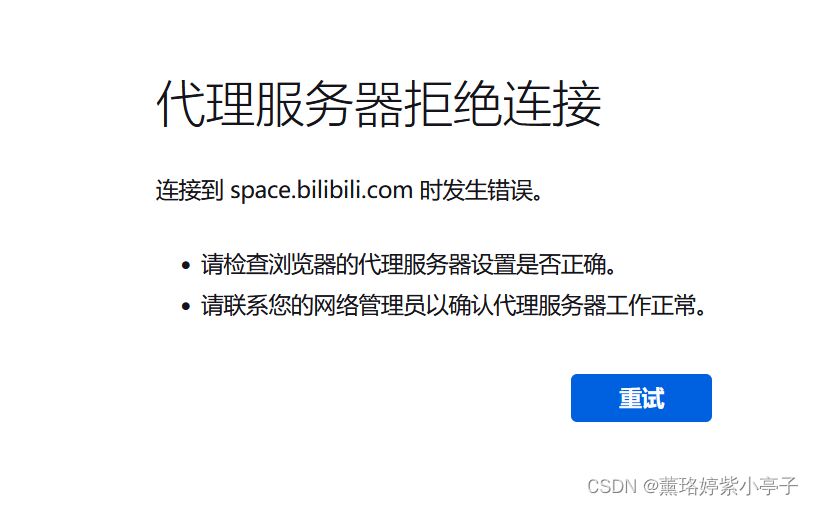 代理服务器拒绝连接
连接到 space.bilibili.com 时发生错误。
• 请检查浏览器的代理服务器设置是否正确。
• 请联系您的网络管理员以确认代理服务器工作正常。
重试
CSDN @薰珞婷紫小亭子